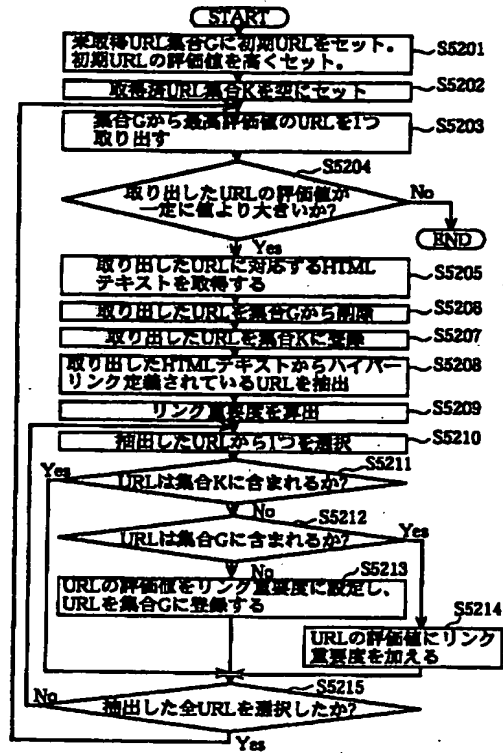 START
未取得URL集合Gに初期URLをセット。
初期URLの評価値を高くセット。
S5201
取得済URL集合Kを空にセット
S5202
集合Gから最高評価値のURLを1つ
取り出す
S5203
S5204
取り出したURLの評価値が
一定に値より大きいか?
No
END
Yes
取り出したURLに対応するHTML
テキストを取得する
S5205
取り出したURLを集合Gから削除
S5206
取り出したURLを集合Kに登録
S5207
取り出したHTMLテキストからハイパー
リンク定義されているURLを抽出
S5208
リンク重要度を算出
S5209
抽出したURLから1つを選択
S5210
Yes
S5211
URLは集合Kに含まれるか?
No
S5212
URLは集合Gに含まれるか?
Yes
No
S5213
URLの評価値をリンク重要度に設定し、
URLを集合Gに登録する
S5214
URLの評価値にリンク
重要度を加える
S5215
No
抽出した全URLを選択したか?
Yes